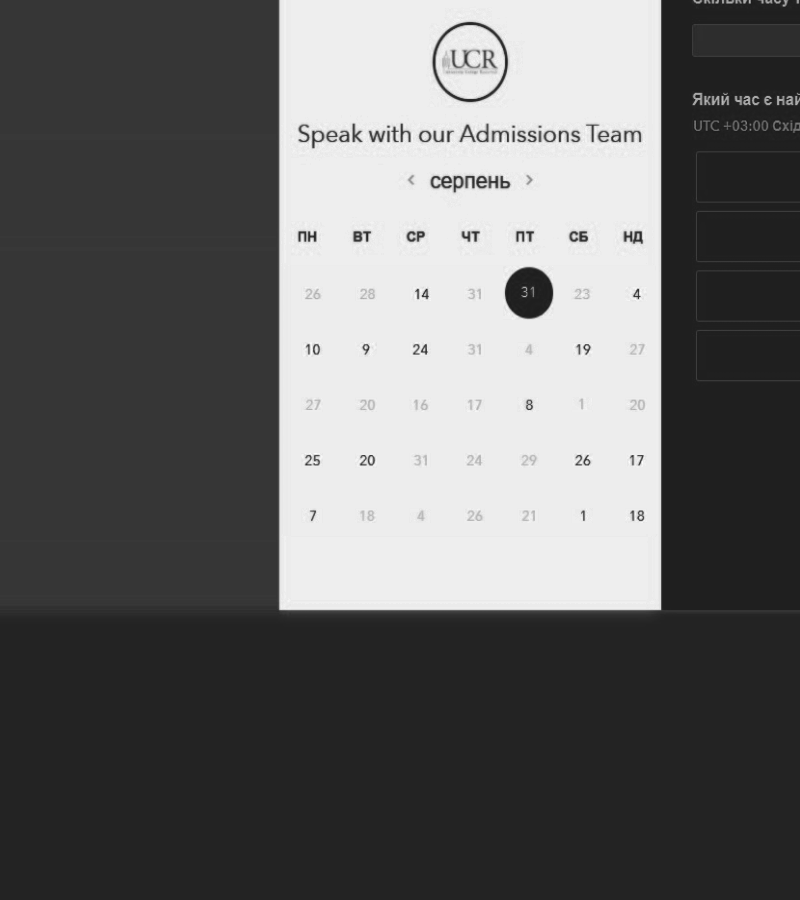 UCR
Speak with our Admissions Team
< серпень >
ПН ВТ СР ЧТ ПТ СБ НД
26 28 14 31 31 23 4
10 9 24 31 4 19 27
27 20 16 17 8 1 20
25 20 31 24 29 26 17
7 18 4 26 21 1 18
Скільки часу
Який час є най
UTC +03:00 Схід